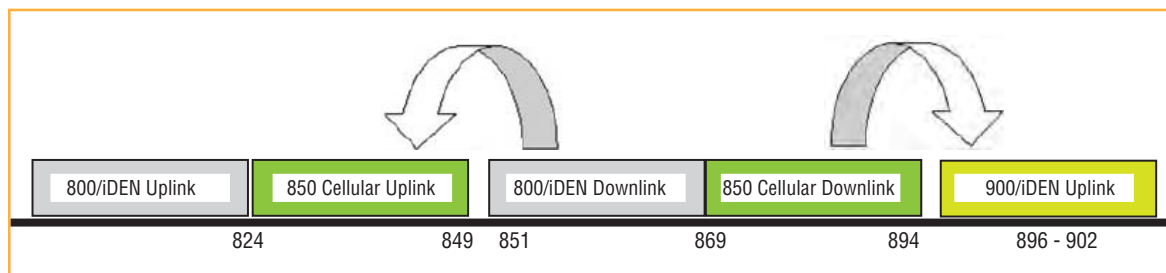 800/iDEN Uplink 850 Cellular Uplink 800/iDEN Downlink 850 Cellular Downlink 900/iDEN Uplink
824 849 851 869 894 896 - 902